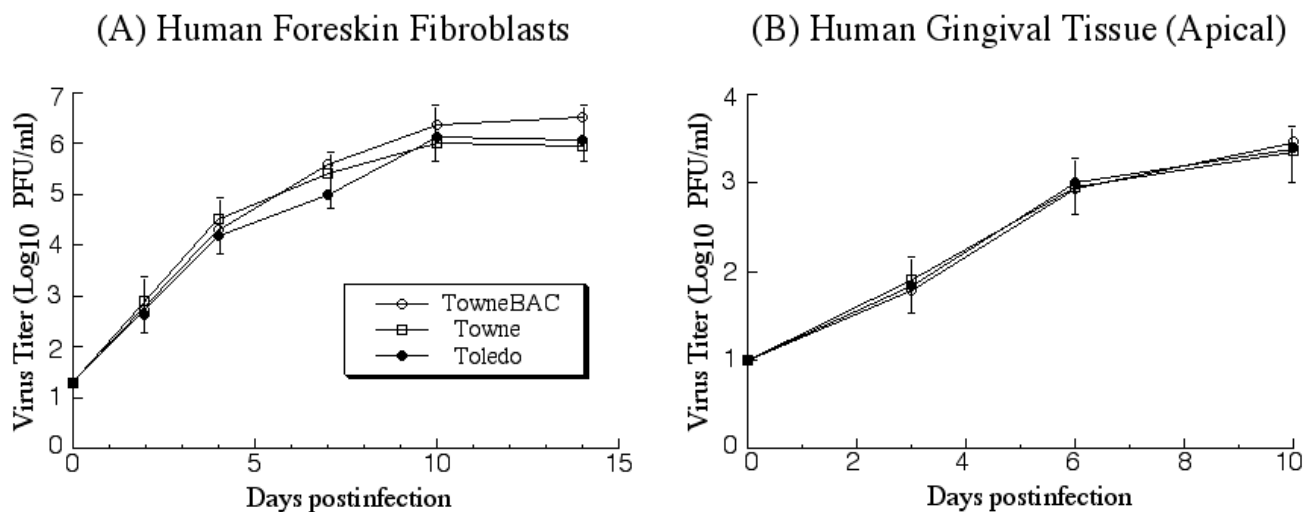 (A) Human Foreskin Fibroblasts
Virus Titer (Log10 PFU/ml)
7
6
5
4
3
2
1
0
TowneBAC
Towne
Toledo
0 5 10 15
Days postinfection
(B) Human Gingival Tissue (Apical)
Virus Titer (Log10 PFU/ml)
4
3
2
1
0
0 2 4 6 8 10
Days postinfection